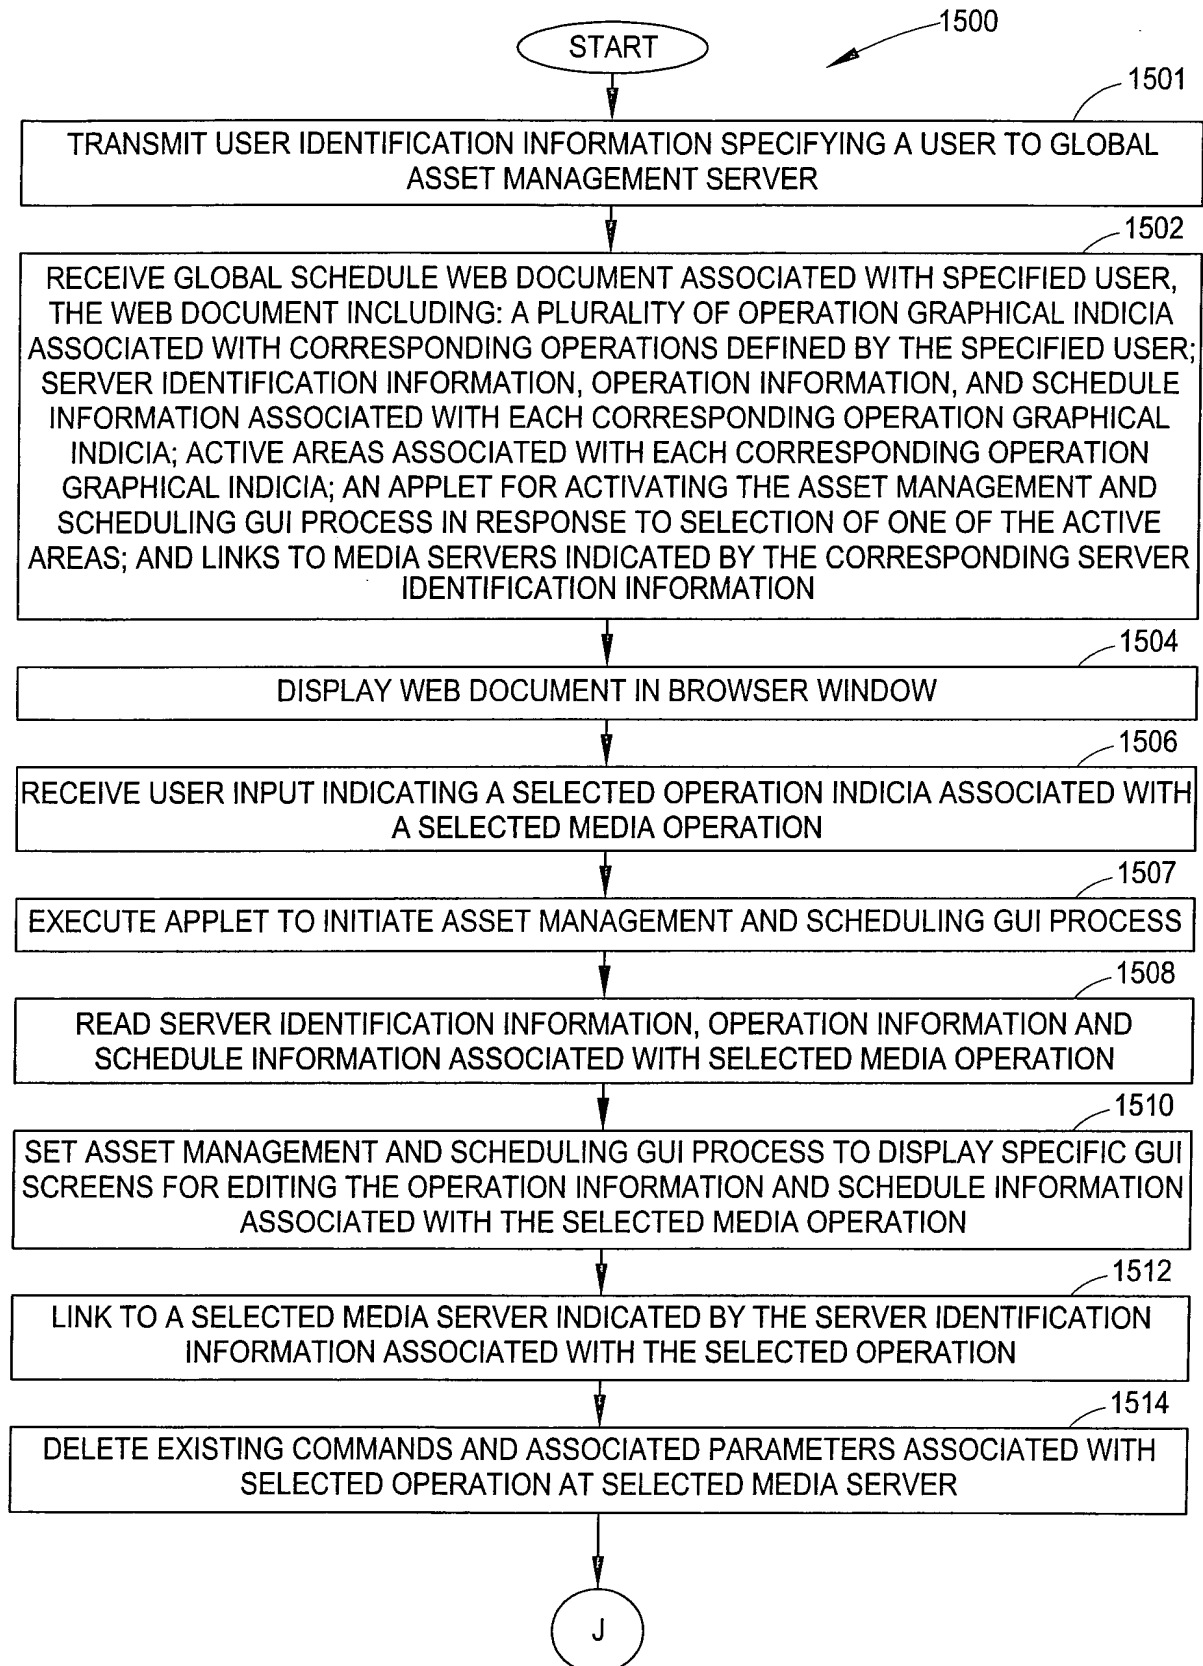 1500
START
1501
TRANSMIT USER IDENTIFICATION INFORMATION SPECIFYING A USER TO GLOBAL
ASSET MANAGEMENT SERVER
1502
RECEIVE GLOBAL SCHEDULE WEB DOCUMENT ASSOCIATED WITH SPECIFIED USER,
THE WEB DOCUMENT INCLUDING: A PLURALITY OF OPERATION GRAPHICAL INDICIA
ASSOCIATED WITH CORRESPONDING OPERATIONS DEFINED BY THE SPECIFIED USER;
SERVER IDENTIFICATION INFORMATION, OPERATION INFORMATION, AND SCHEDULE
INFORMATION ASSOCIATED WITH EACH CORRESPONDING OPERATION GRAPHICAL
INDICIA; ACTIVE AREAS ASSOCIATED WITH EACH CORRESPONDING OPERATION
GRAPHICAL INDICIA; AN APPLET FOR ACTIVATING THE ASSET MANAGEMENT AND
SCHEDULING GUI PROCESS IN RESPONSE TO SELECTION OF ONE OF THE ACTIVE
AREAS; AND LINKS TO MEDIA SERVERS INDICATED BY THE CORRESPONDING SERVER
IDENTIFICATION INFORMATION
1504
DISPLAY WEB DOCUMENT IN BROWSER WINDOW
1506
RECEIVE USER INPUT INDICATING A SELECTED OPERATION INDICIA ASSOCIATED WITH
A SELECTED MEDIA OPERATION
1507
EXECUTE APPLET TO INITIATE ASSET MANAGEMENT AND SCHEDULING GUI PROCESS
1508
READ SERVER IDENTIFICATION INFORMATION, OPERATION INFORMATION AND
SCHEDULE INFORMATION ASSOCIATED WITH SELECTED MEDIA OPERATION
1510
SET ASSET MANAGEMENT AND SCHEDULING GUI PROCESS TO DISPLAY SPECIFIC GUI
SCREENS FOR EDITING THE OPERATION INFORMATION AND SCHEDULE INFORMATION
ASSOCIATED WITH THE SELECTED MEDIA OPERATION
1512
LINK TO A SELECTED MEDIA SERVER INDICATED BY THE SERVER IDENTIFICATION
INFORMATION ASSOCIATED WITH THE SELECTED OPERATION
1514
DELETE EXISTING COMMANDS AND ASSOCIATED PARAMETERS ASSOCIATED WITH
SELECTED OPERATION AT SELECTED MEDIA SERVER
J